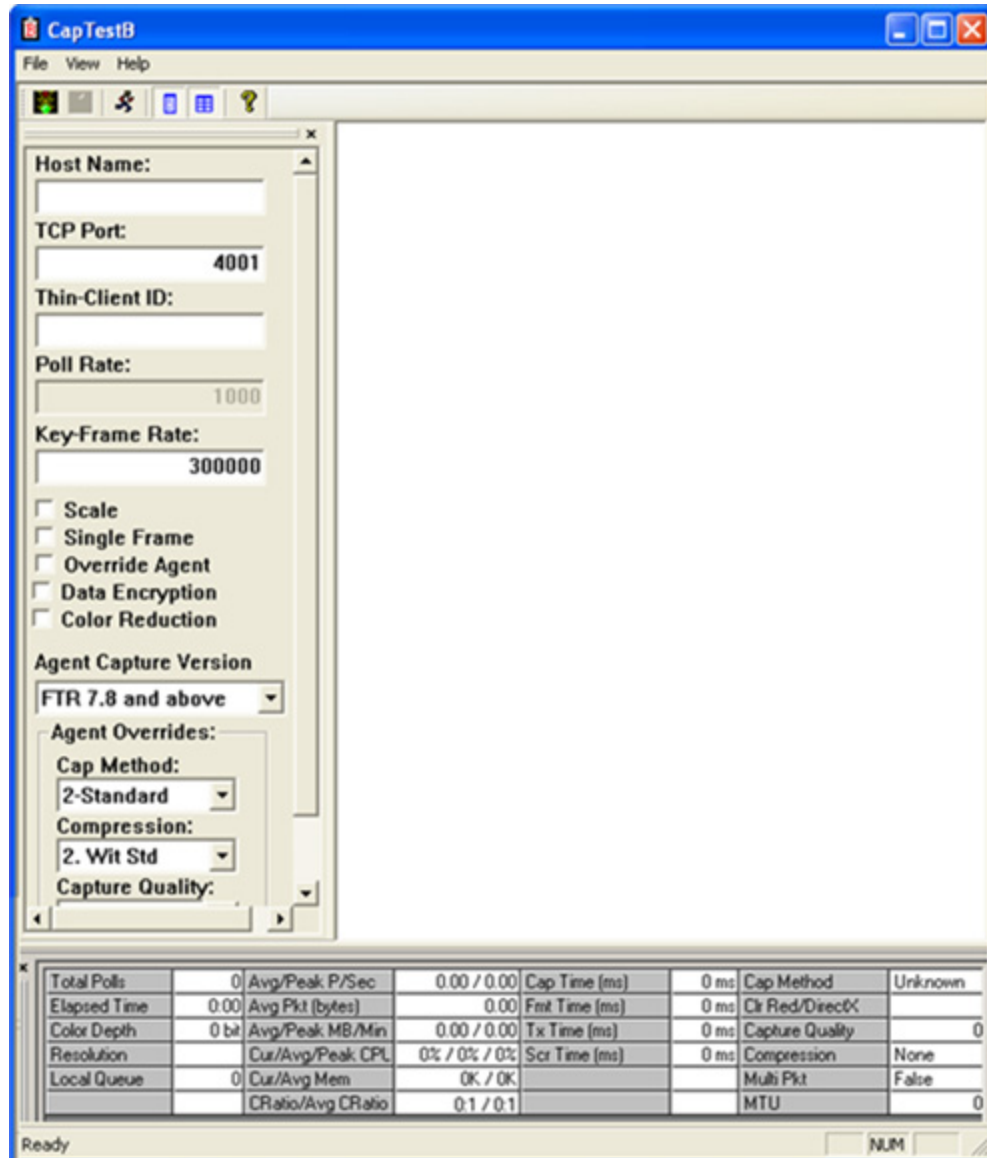 CapTestB
File View Help
Host Name:
TCP Port:
4001
Thin-Client ID:
Poll Rate:
1000
Key-Frame Rate:
300000
Scale
Single Frame
Override Agent
Data Encryption
Color Reduction
Agent Capture Version
FTR 7.8 and above
Agent Overrides:
Cap Method:
2-Standard
Compression:
2. Wit Std
Capture Quality:
Total Polls 0 Avg/Peak P/Sec 0.00 / 0.00 Cap Time (ms) 0 ms Cap Method Unknown
Elapsed Time 0:00 Avg Pkt (bytes) 0.00 Fmt Time (ms) 0 ms Clr Red/DirectX
Color Depth 0 bit Avg/Peak MB/Min 0.00 / 0.00 Tx Time (ms) 0 ms Capture Quality 0
Resolution Cur/Avg/Peak CPU 0% / 0% / 0% Scr Time (ms) 0 ms Compression None
Local Queue 0 Cur/Avg Mem 0K / 0K Multi Pkt False
CRatio/Avg CRatio 0:1 / 0:1 MTU 0
Ready NUM